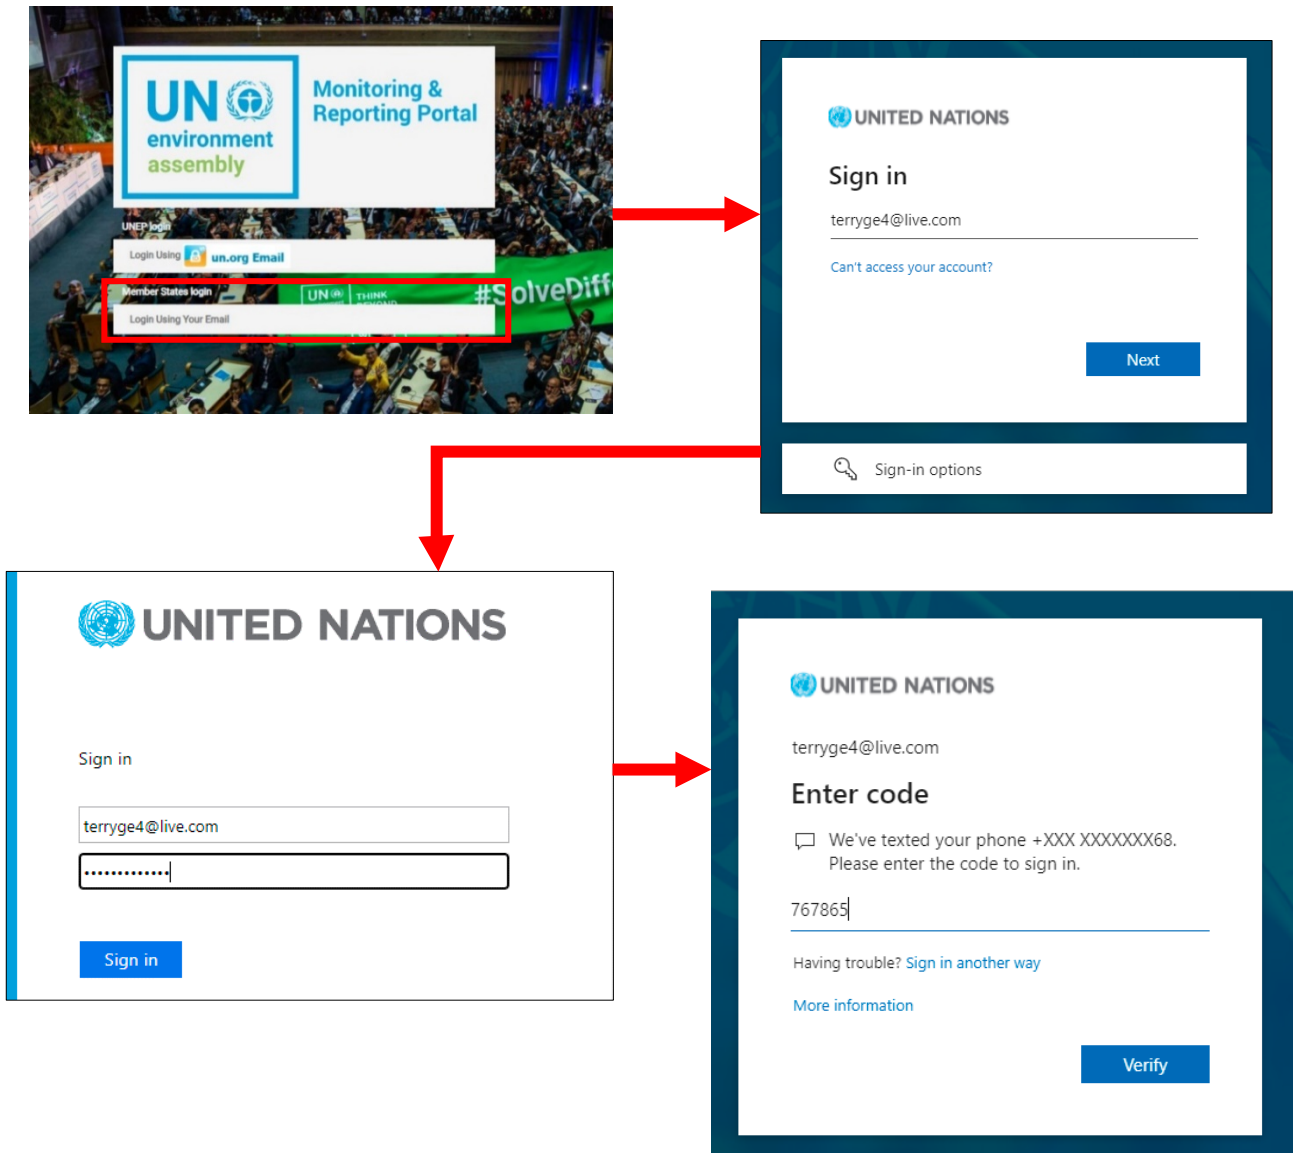 UN
environment
assembly
Monitoring &
Reporting Portal
UNEP login
Login Using un.org Email
Member States login
UN THINK
#SolveDiff
Login Using Your Email
UNITED NATIONS
Sign in
terryge4@live.com
Can't access your account?
Next
Sign-in options
UNITED NATIONS
Sign in
terryge4@live.com
•••••••••••••
Sign in
UNITED NATIONS
terryge4@live.com
Enter code
We've texted your phone +XXX XXXXXXX68.
Please enter the code to sign in.
767865
Having trouble? Sign in another way
More information
Verify